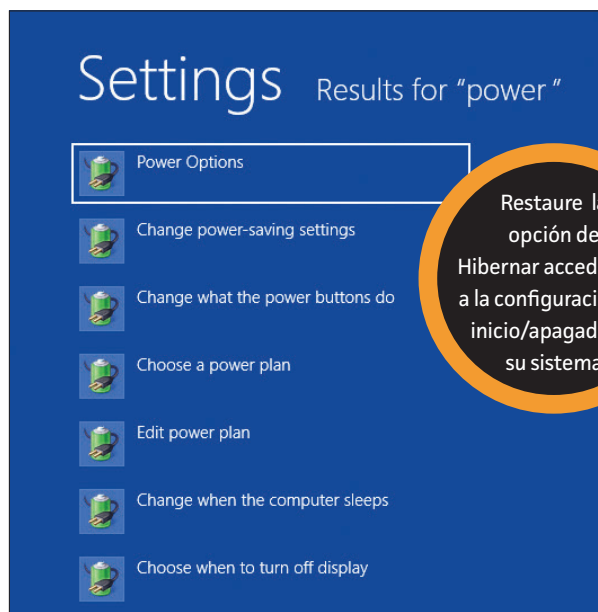 Settings Results for "power"
Power Options
Change power-saving settings
Change what the power buttons do
Choose a power plan
Edit power plan
Change when the computer sleeps
Choose when to turn off display
Restaure
opción de
Hibernar
a la
inicio/
su sistema